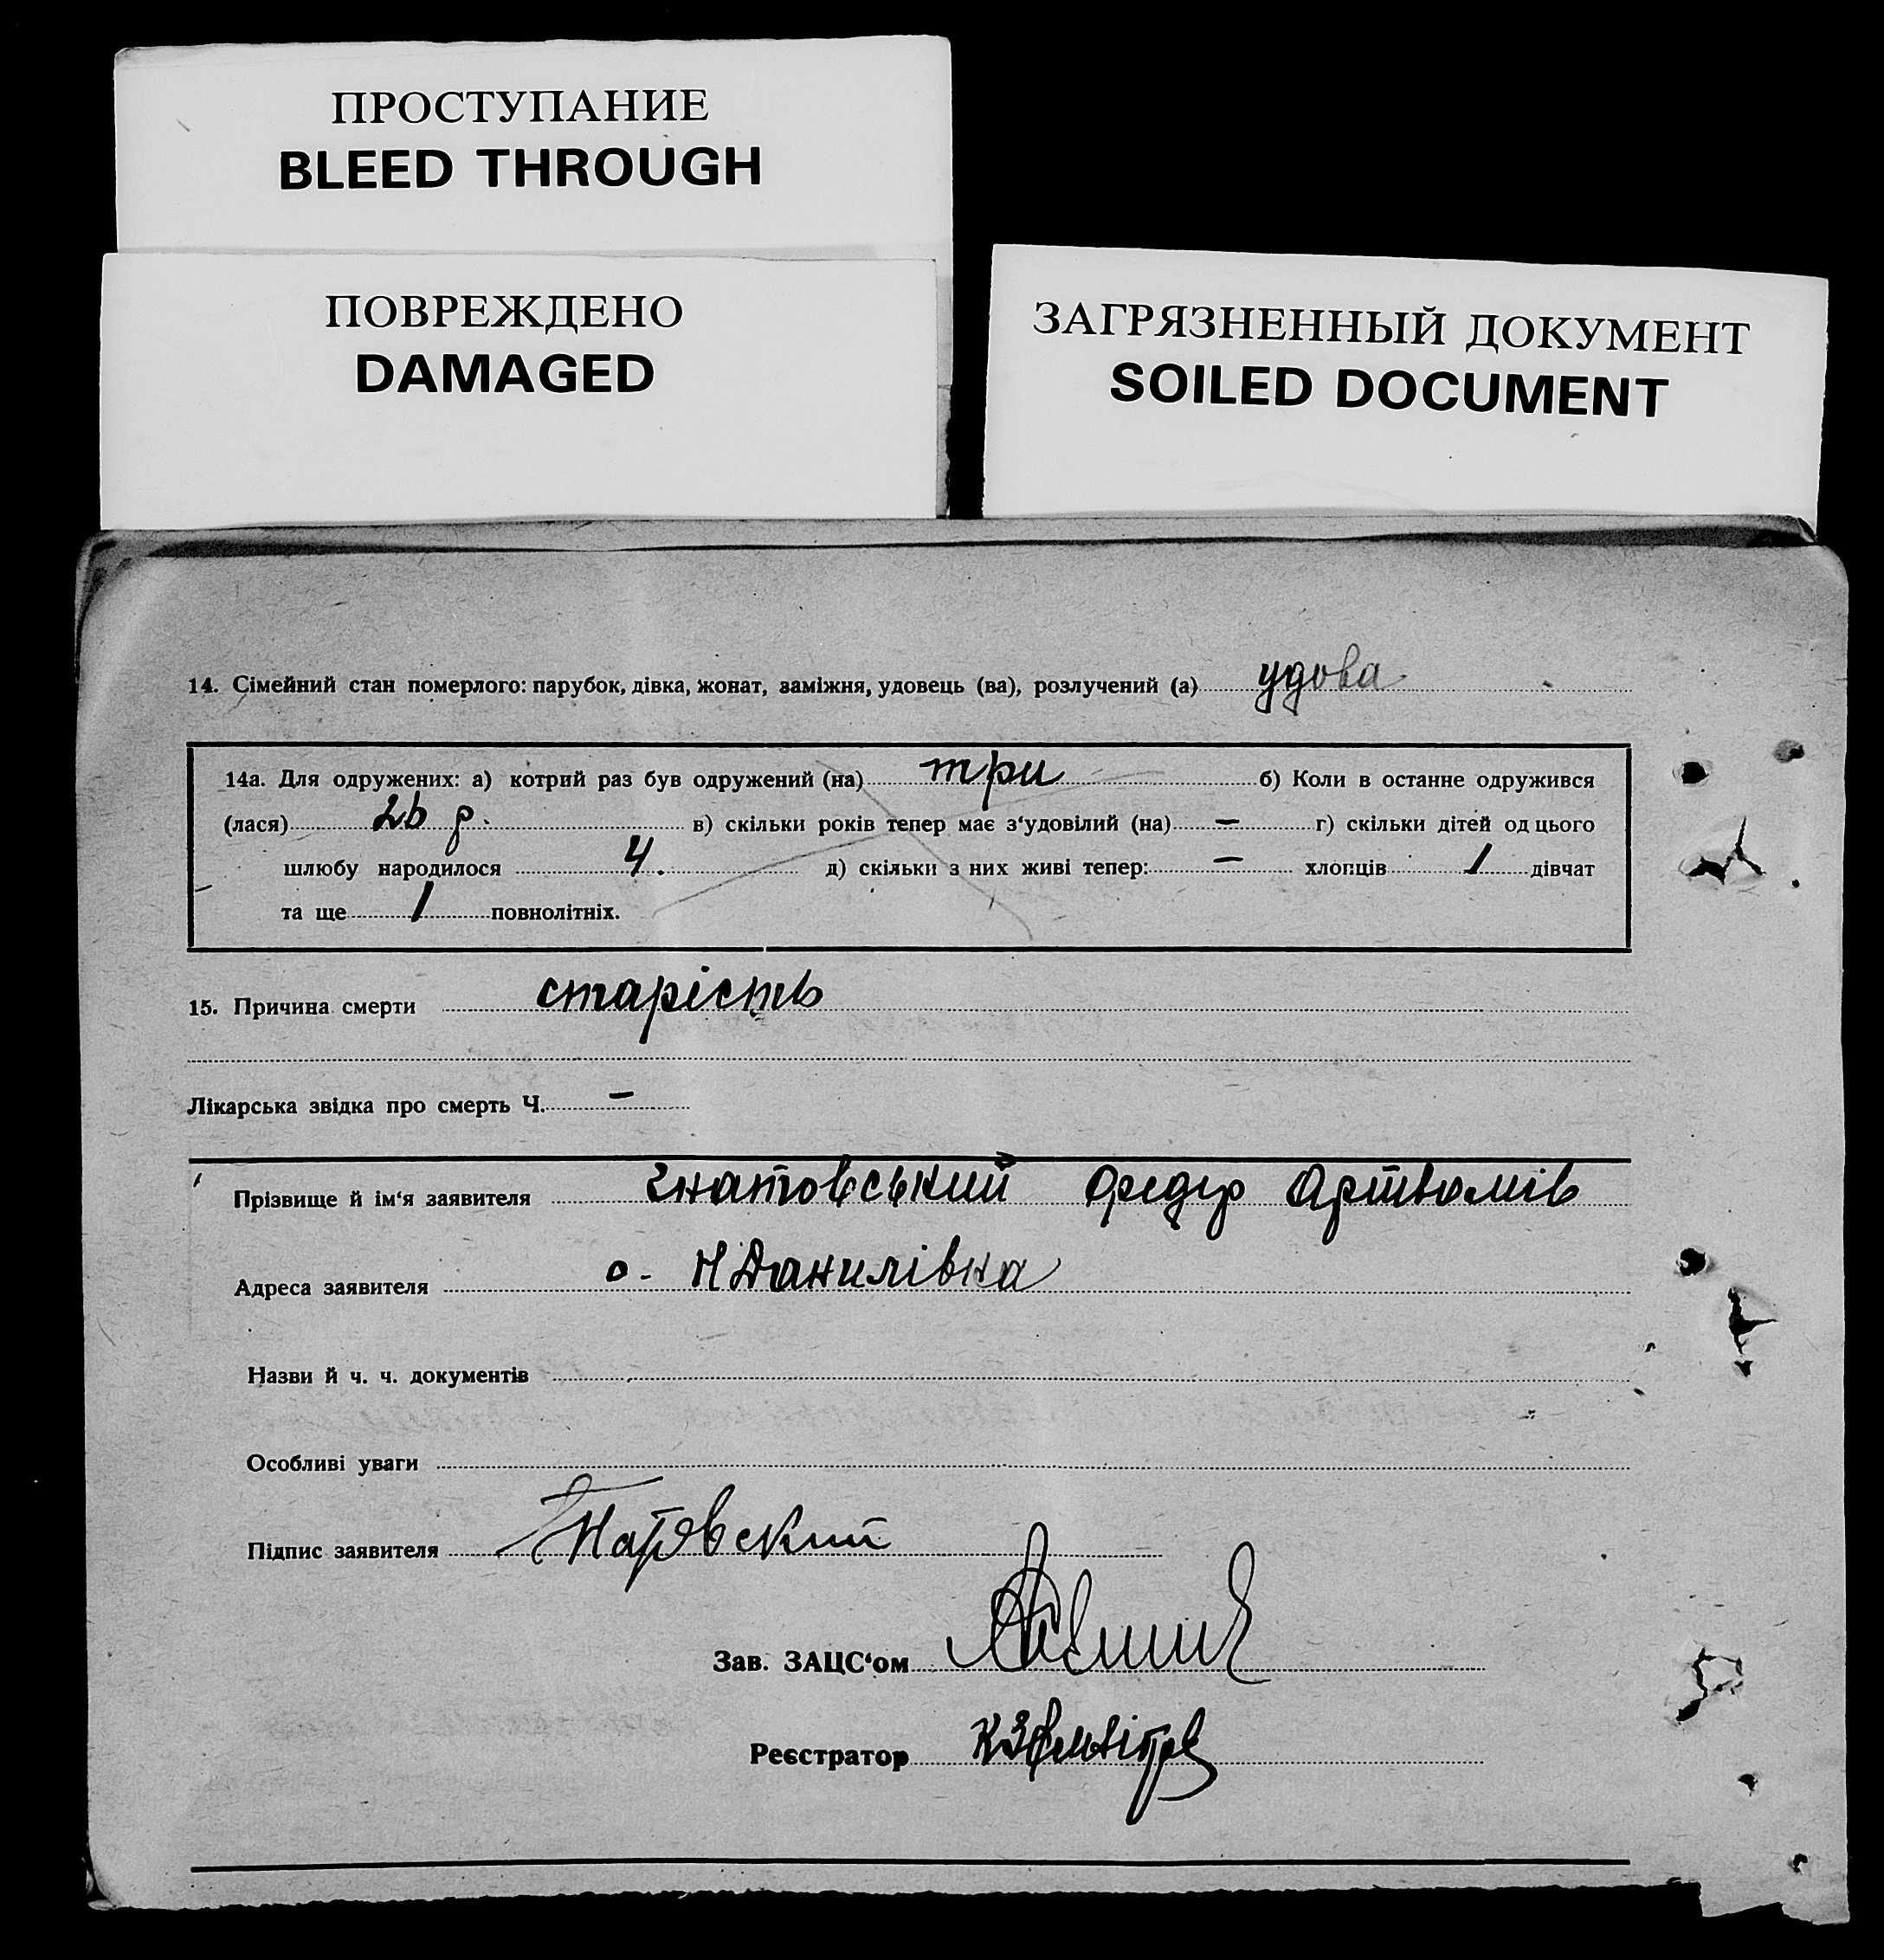 ПРОСТУПАНИЕ
BLEED THROUGH
ПОВРЕЖДЕНО
DAMAGED
ЗАГРЯЗНЕННЫЙ ДОКУМЕНТ
SOILED DOCUMENT
14. Сімейний стан померлого: парубок, дівка, жонат, заміжня, удовець (ва), розлучений (а) удова
14а. Для одружених: а) котрий раз був одружений (на) три б) Коли в останне одружився
(лася) 26 р. в) скільки років тепер має з‘удовілий (на) — г) скільки дітей од цього
шлюбу народилося 4. д) скільки з них живі тепер: — хлопців 1 дівчат
та ще 1 повнолітніх.
15. Причина смерти старість
Лікарська звідка про смерть Ч. —
Прізвище й ім‘я заявителя Гнатовський Федір Артьомів
Адреса заявителя с. Н Данилівка
Назви й ч. ч. документів
Особливі уваги
Підпис заявителя Гнатовский
Зав. ЗАЦС‘ом
Реєстратор